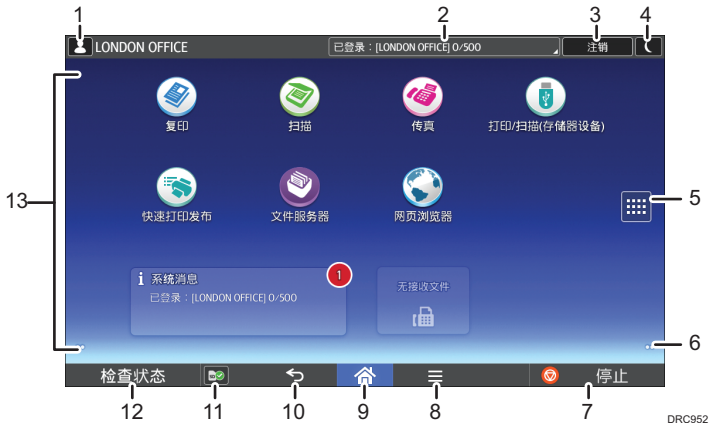 1 2 3 4
LONDON OFFICE 已登录：[LONDON OFFICE] 0/500 注销
复印 扫描 传真 打印/扫描(存储器设备)
13 5
快速打印发布 文件服务器 网页浏览器
系统消息 1 无接收文件
已登录：[LONDON OFFICE] 0/500
6
检查状态 停止
12 11 10 9 8 7
DRC952